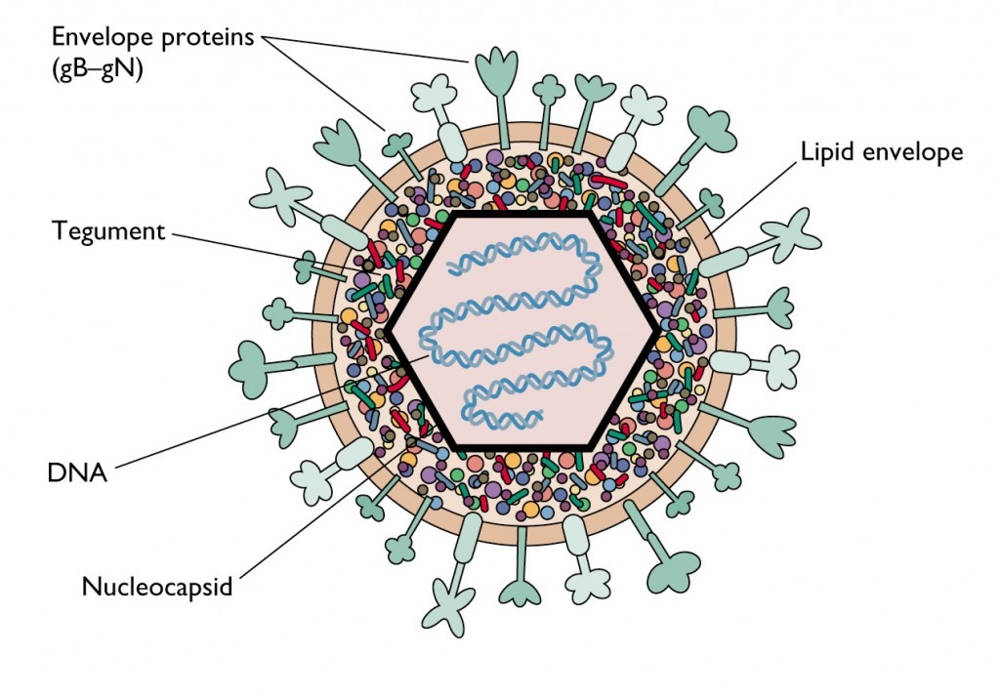 Envelope proteins
(gB–gN)
Lipid envelope
Tegument
DNA
Nucleocapsid